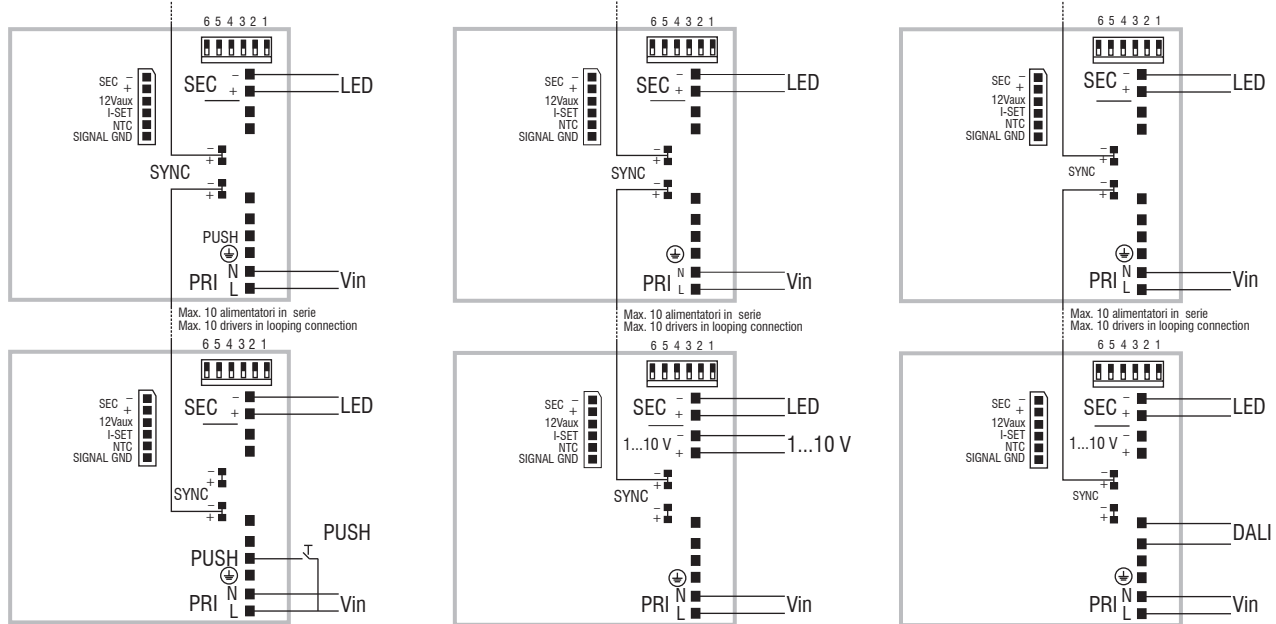 6 5 4 3 2 1
SEC –
+
12Vaux
I-SET
NTC
SIGNAL GND
SEC –
+
LED
–
+
SYNC
–
+
PUSH
N
PRI
L
Vin
6 5 4 3 2 1
SEC –
+
12Vaux
I-SET
NTC
SIGNAL GND
SEC –
+
LED
–
+
SYNC
–
+
N
PRI
L
Vin
6 5 4 3 2 1
SEC –
+
12Vaux
I-SET
NTC
SIGNAL GND
SEC –
+
LED
–
+
SYNC
–
+
N
PRI
L
Vin
Max. 10 alimentatori in serie
Max. 10 drivers in looping connection
Max. 10 alimentatori in serie
Max. 10 drivers in looping connection
Max. 10 alimentatori in serie
Max. 10 drivers in looping connection
6 5 4 3 2 1
SEC –
+
12Vaux
I-SET
NTC
SIGNAL GND
SEC –
+
LED
–
+
SYNC
–
+
PUSH
PUSH
N
PRI
L
Vin
6 5 4 3 2 1
SEC –
+
12Vaux
I-SET
NTC
SIGNAL GND
SEC –
+
LED
1...10 V –
+
1...10 V
–
+
SYNC
–
+
N
PRI
L
Vin
6 5 4 3 2 1
SEC –
+
12Vaux
I-SET
NTC
SIGNAL GND
SEC –
+
LED
1...10 V –
+
–
+
SYNC
–
+
DALI
N
PRI
L
Vin